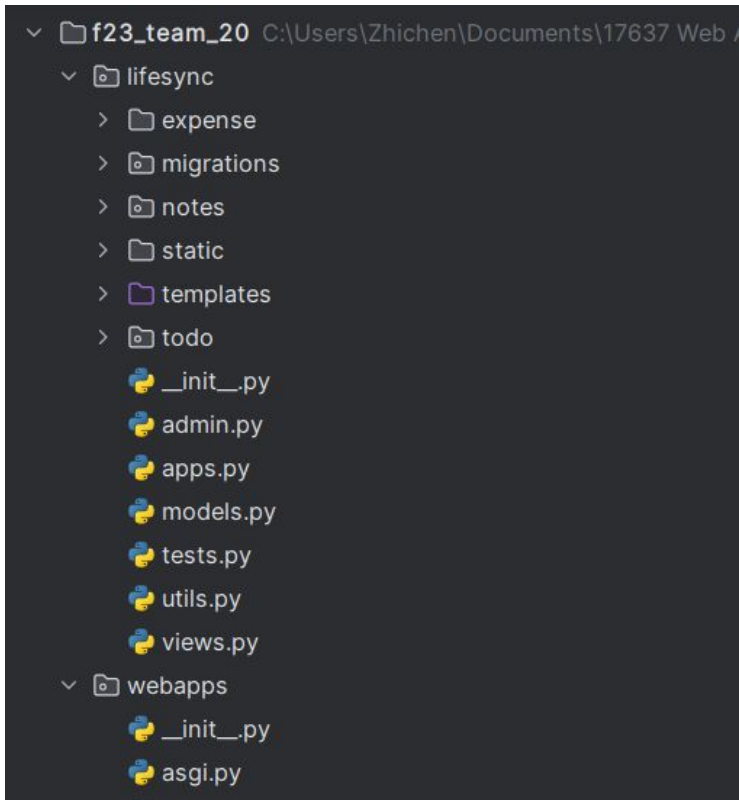 f23_team_20 C:\Users\Zhichen\Documents\17637 Web A
lifesync
expense
migrations
notes
static
templates
todo
__init__.py
admin.py
apps.py
models.py
tests.py
utils.py
views.py
webapps
__init__.py
asgi.py